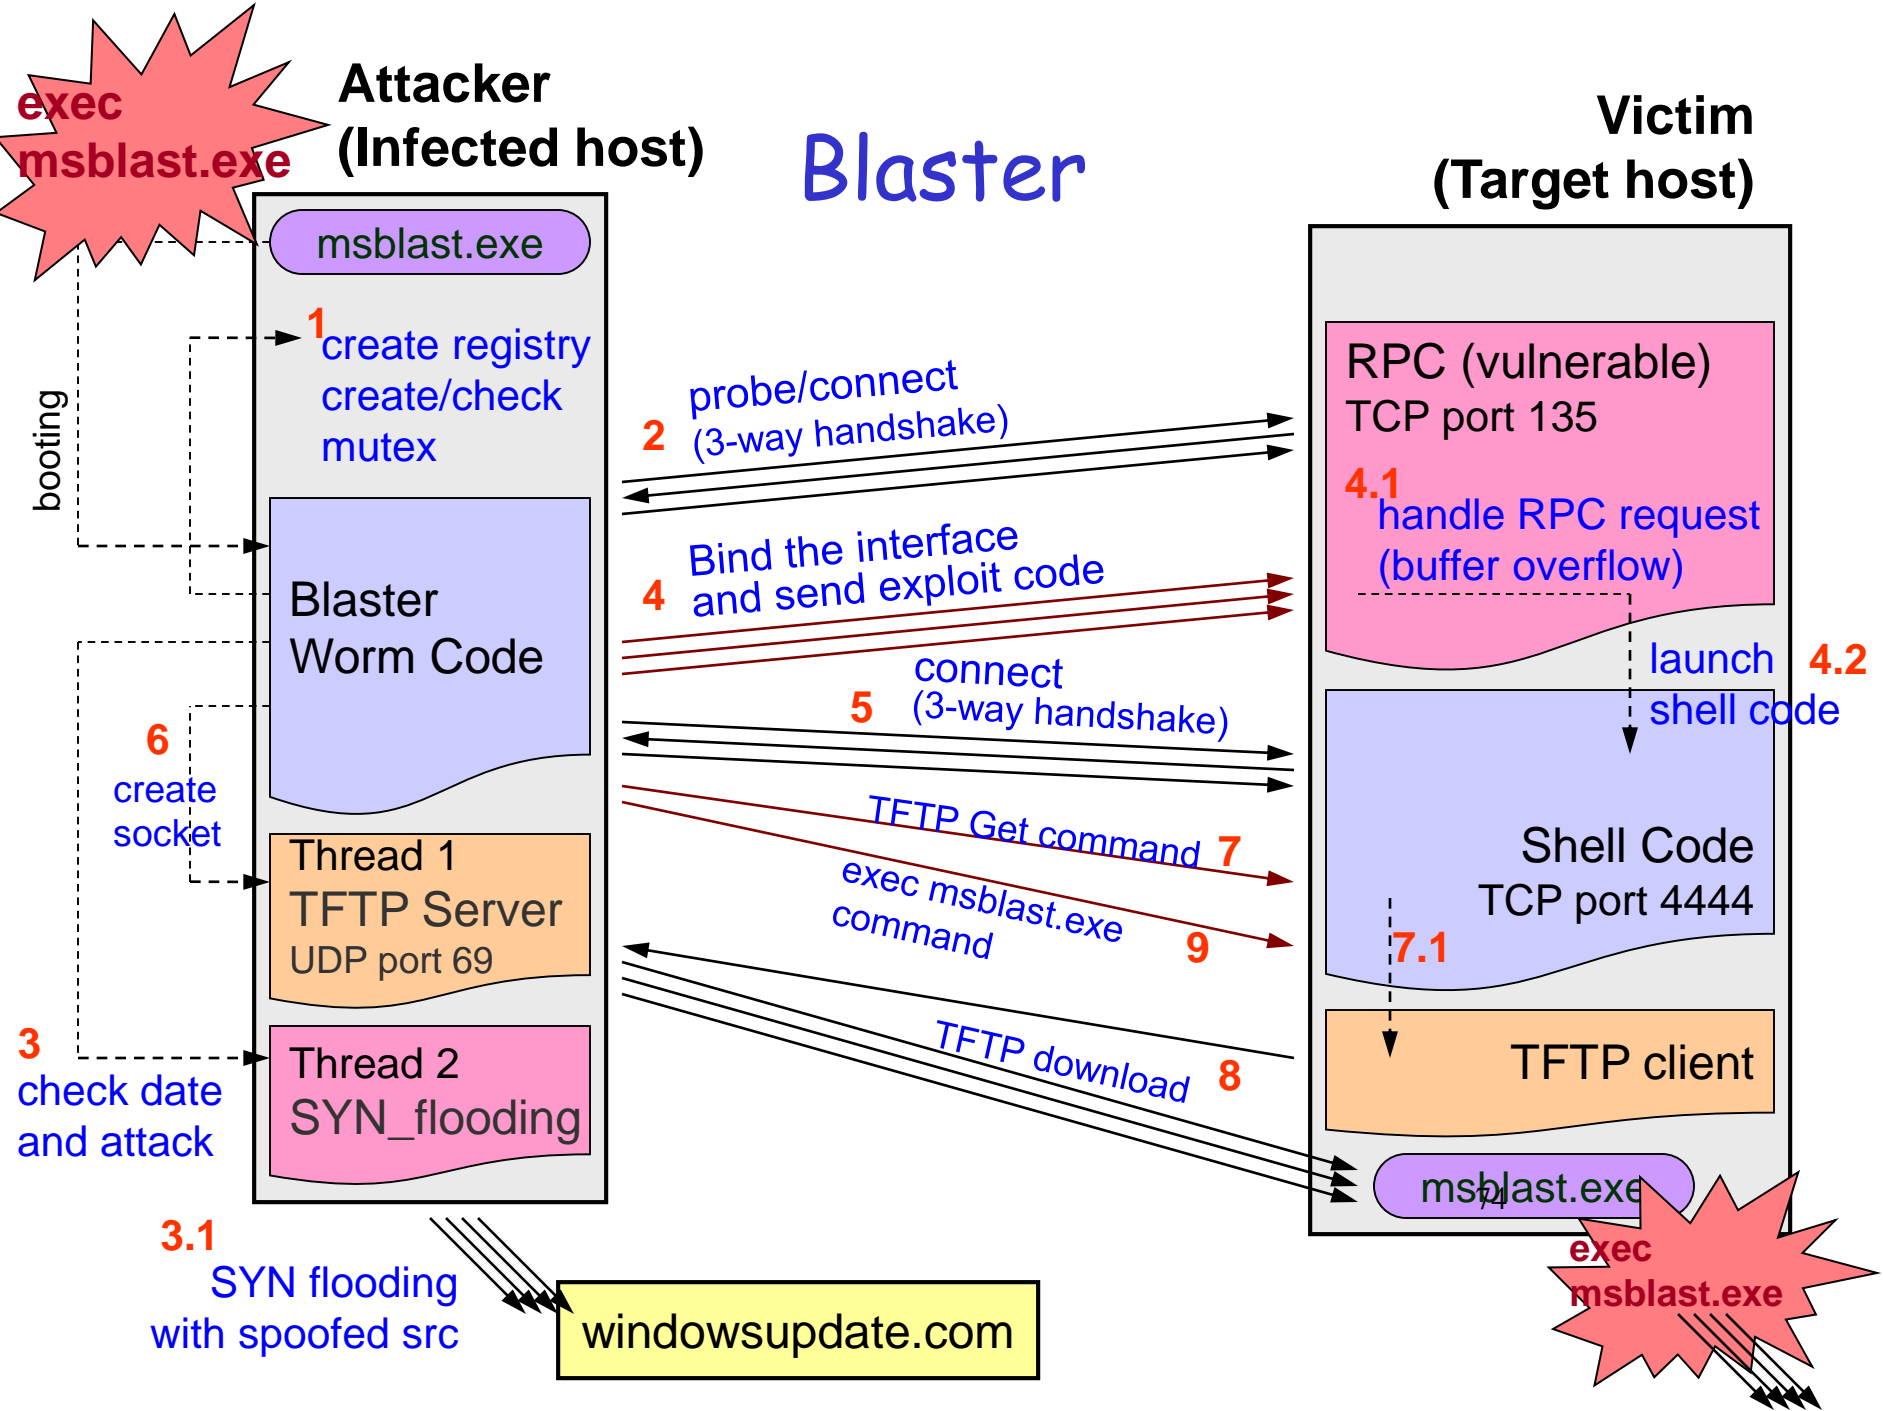 exec
msblast.exe
Attacker
(Infected host)
Blaster
Victim
(Target host)
msblast.exe
1
create registry
create/check
mutex
booting
2
probe/connect
(3-way handshake)
RPC (vulnerable)
TCP port 135
4.1
handle RPC request
(buffer overflow)
4
Bind the interface
and send exploit code
Blaster
Worm Code
5
connect
(3-way handshake)
launch
shell code
4.2
6
create
socket
TFTP Get command
7
exec msblast.exe
command
9
Shell Code
TCP port 4444
7.1
Thread 1
TFTP Server
UDP port 69
3
check date
and attack
Thread 2
SYN_flooding
TFTP download
8
TFTP client
msblast.exe
74
exec
msblast.exe
3.1
SYN flooding
with spoofed src
windowsupdate.com